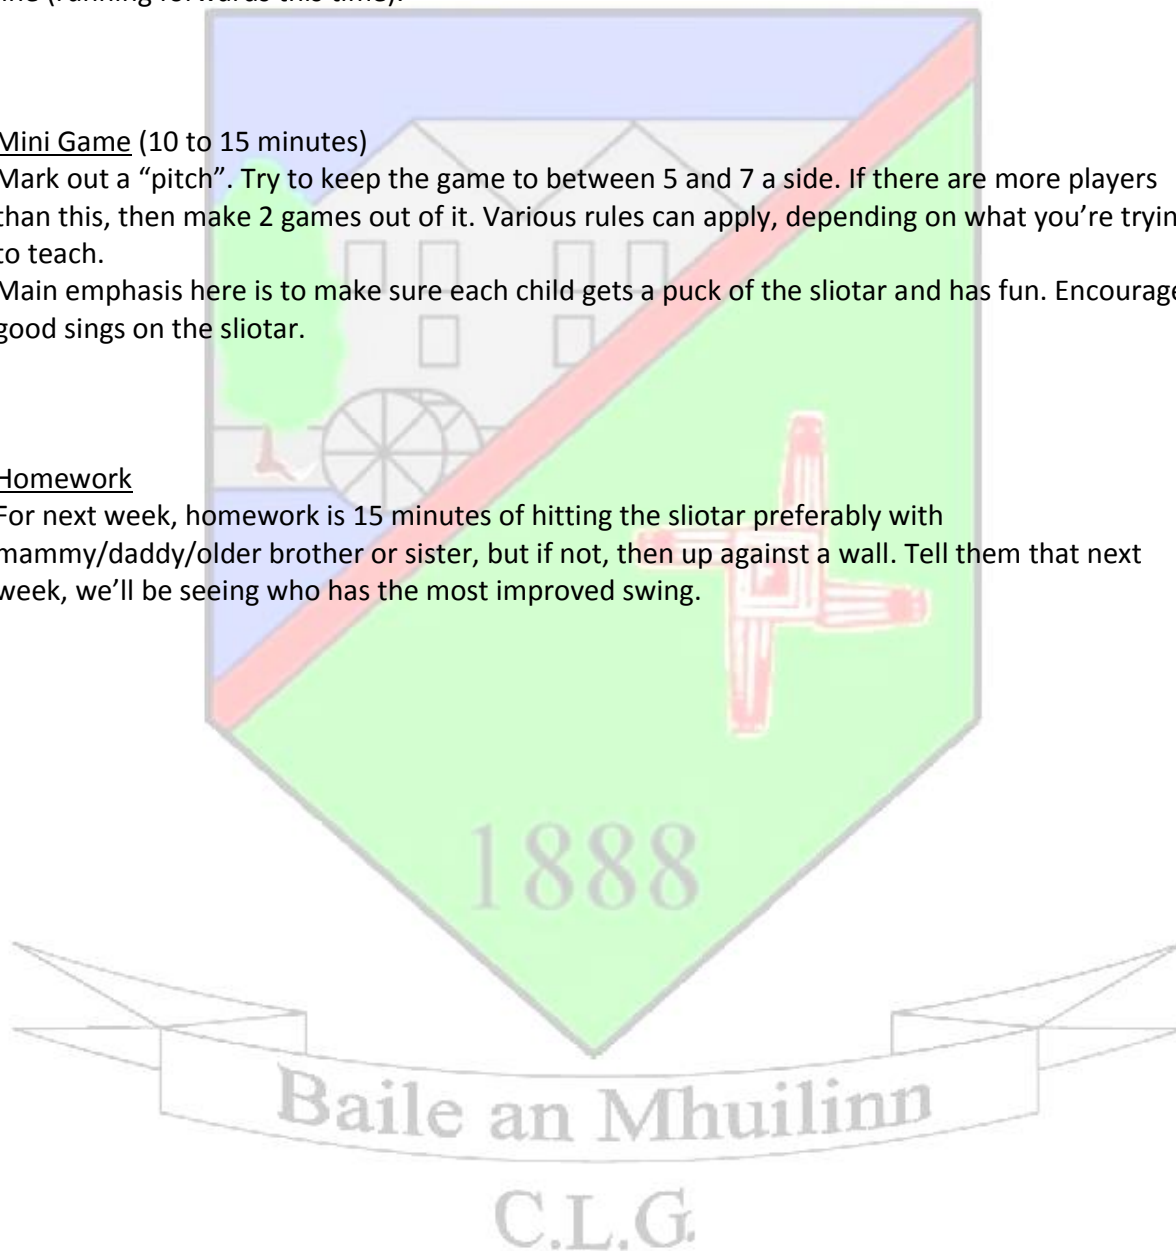 line (running forwards this time).
Mini Game (10 to 15 minutes)
Mark out a “pitch”. Try to keep the game to between 5 and 7 a side. If there are more players
than this, then make 2 games out of it. Various rules can apply, depending on what you’re tryin
to teach.
Main emphasis here is to make sure each child gets a puck of the sliotar and has fun. Encourage
good sings on the sliotar.
Homework
For next week, homework is 15 minutes of hitting the sliotar preferably with
mammy/daddy/older brother or sister, but if not, then up against a wall. Tell them that next
week, we’ll be seeing who has the most improved swing.
1888
Baile an Mhuilinn
C.L.G.